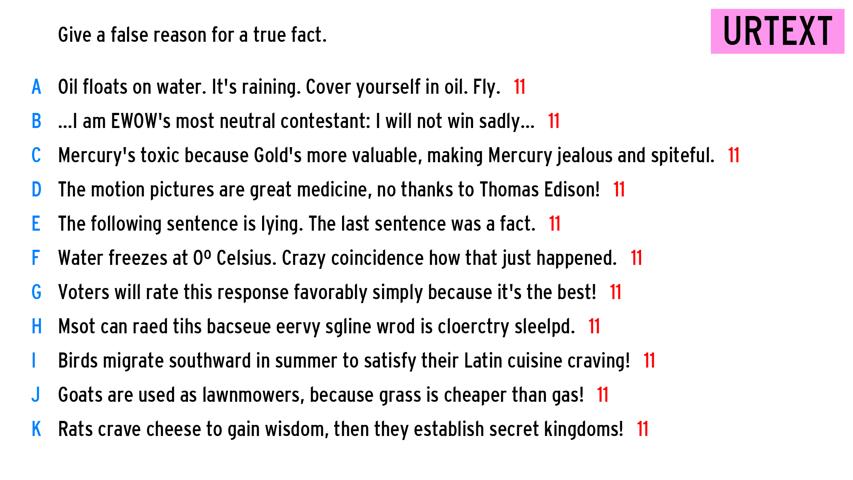 Give a false reason for a true fact.
URTEXT
A Oil floats on water. It's raining. Cover yourself in oil. Fly. 11
B ...I am EWOW's most neutral contestant: I will not win sadly... 11
C Mercury's toxic because Gold's more valuable, making Mercury jealous and spiteful. 11
D The motion pictures are great medicine, no thanks to Thomas Edison! 11
E The following sentence is lying. The last sentence was a fact. 11
F Water freezes at 0º Celsius. Crazy coincidence how that just happened. 11
G Voters will rate this response favorably simply because it's the best! 11
H Msot can raed tihs bacseue eervy sgline wrod is cloerctry sleelpd. 11
I Birds migrate southward in summer to satisfy their Latin cuisine craving! 11
J Goats are used as lawnmowers, because grass is cheaper than gas! 11
K Rats crave cheese to gain wisdom, then they establish secret kingdoms! 11